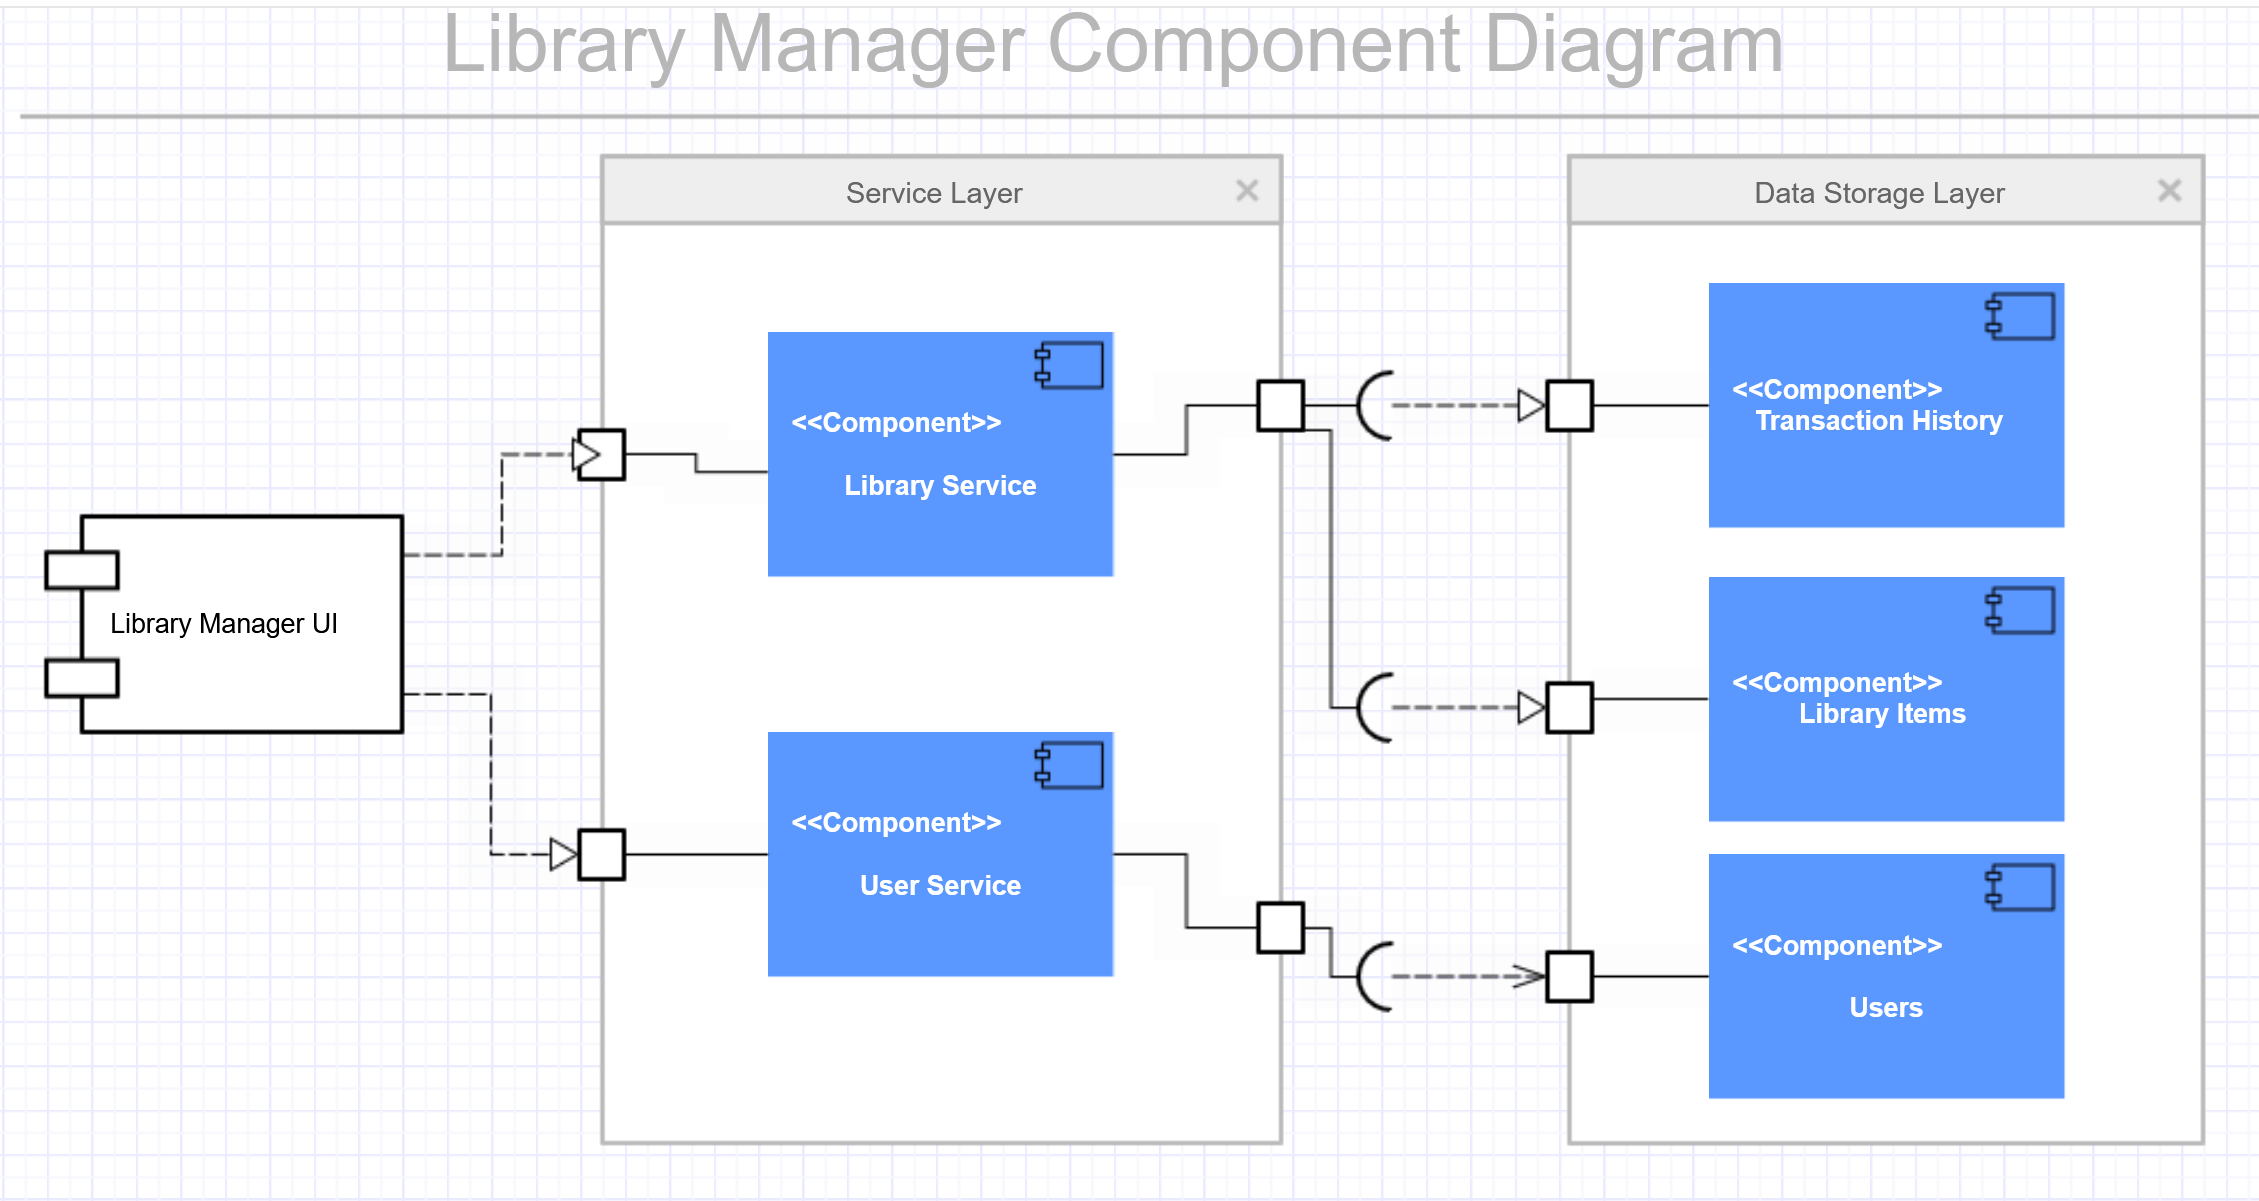 Library Manager Component Diagram
Service Layer
Data Storage Layer
<<Component>>
Library Service
<<Component>>
Transaction History
Library Manager UI
<<Component>>
Library Items
<<Component>>
User Service
<<Component>>
Users